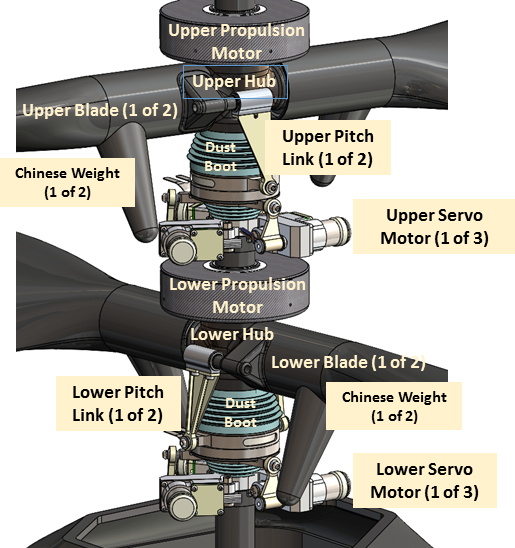 Upper Propulsion
Motor
Upper Hub
Upper Blade (1 of 2)
Dust
Boot
Upper Pitch
Link (1 of 2)
Chinese Weight
(1 of 2)
Upper Servo
Motor (1 of 3)
Lower Propulsion
Motor
Lower Hub
Lower Blade (1 of 2)
Lower Pitch
Link (1 of 2)
Dust
Boot
Chinese Weight
(1 of 2)
Lower Servo
Motor (1 of 3)